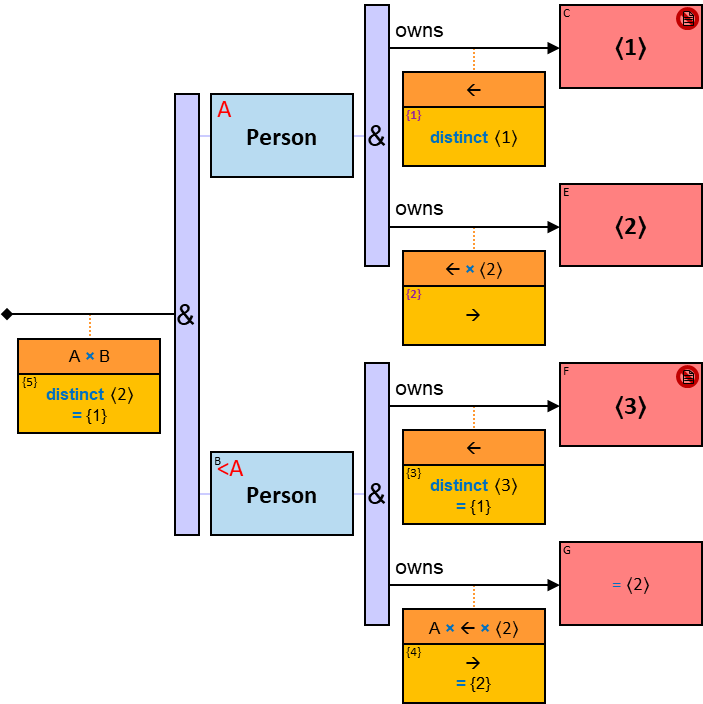 owns
C
⟨1⟩
←
{1}
distinct ⟨1⟩
A
Person
&
owns
E
⟨2⟩
← × ⟨2⟩
{2}
→
&
A × B
{5}
distinct ⟨2⟩
= {1}
owns
F
⟨3⟩
←
{3}
distinct ⟨3⟩
= {1}
B
<A
Person
&
owns
G
= ⟨2⟩
A × ← × ⟨2⟩
{4}
→
= {2}